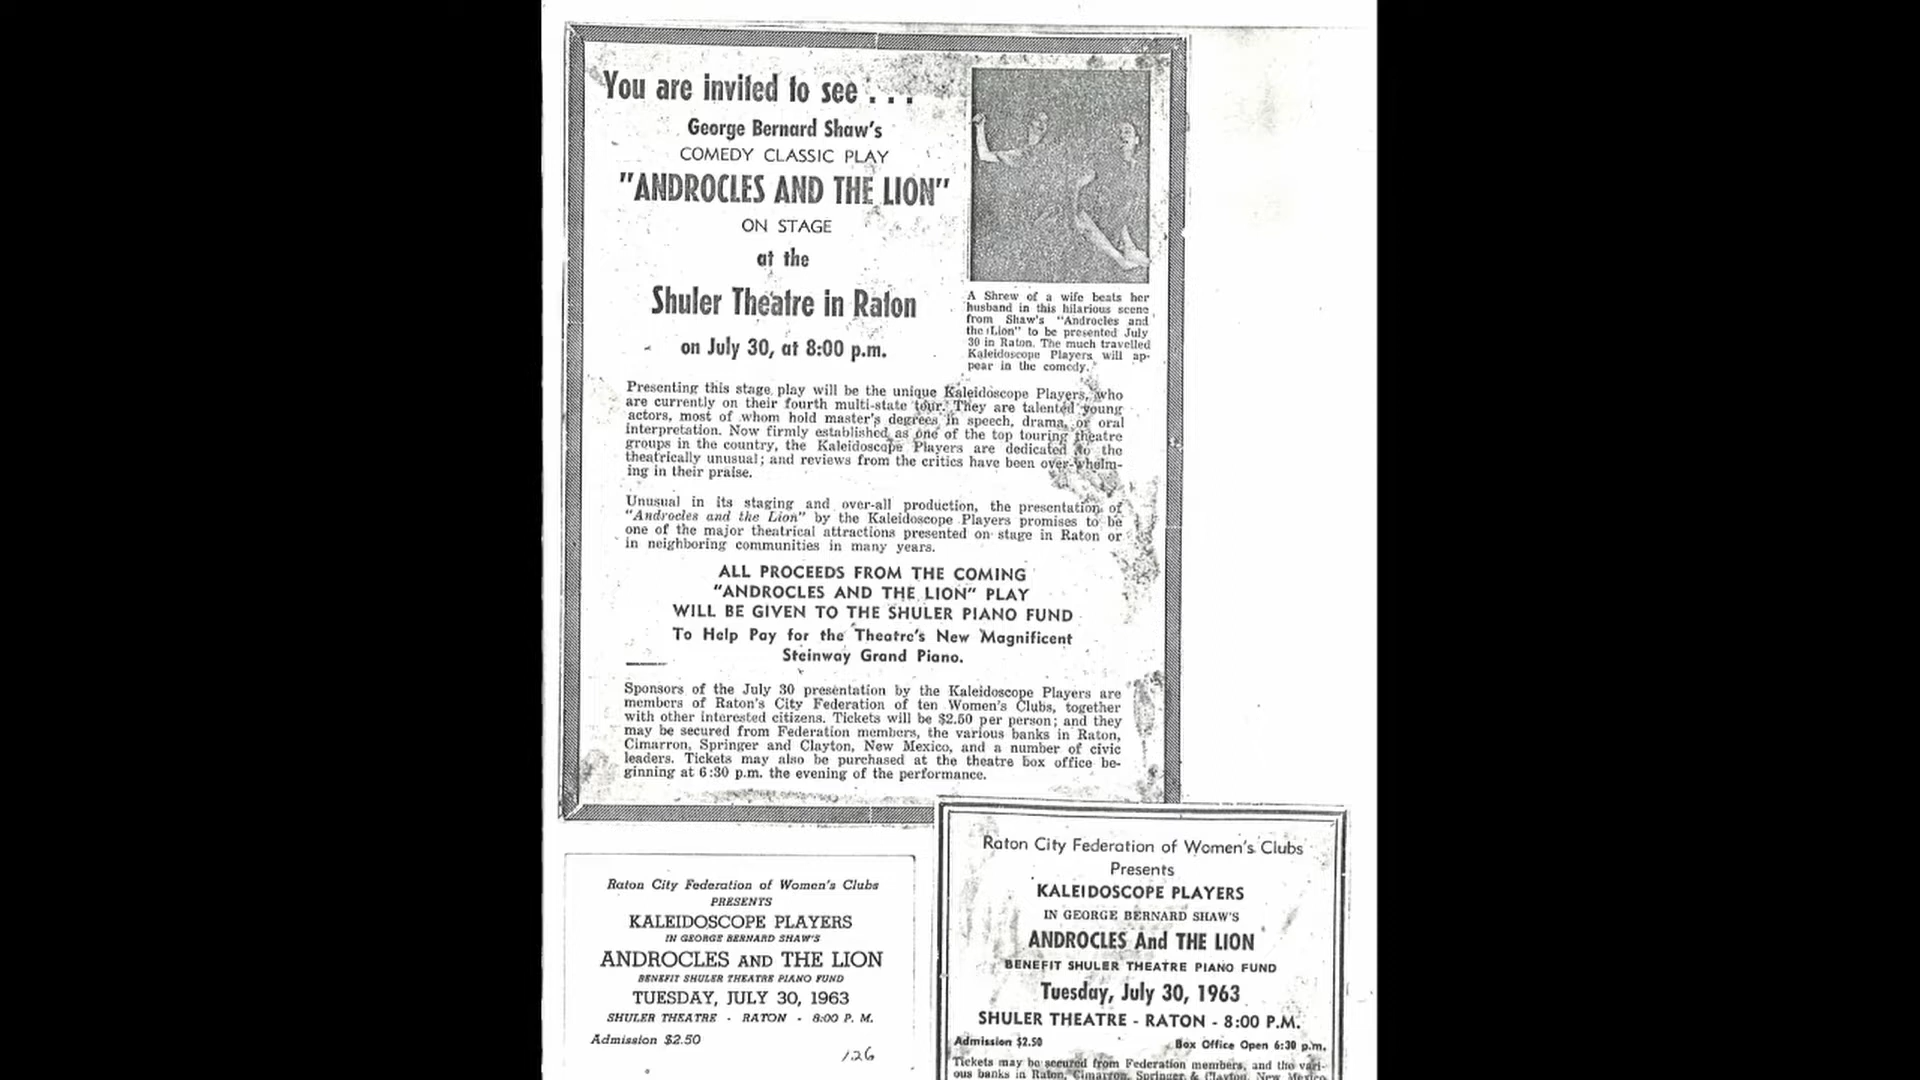 You are invited to see . . .
George Bernard Shaw's
COMEDY CLASSIC PLAY
"ANDROCLES AND THE LION"
ON STAGE
at the
Shuler Theatre in Raton
on July 30, at 8:00 p.m.
A Shrew of a wife beats her
husband in this hilarious scene
from Shaw's "Androcles and
the Lion" to be presented July
30 in Raton. The much travelled
Kaleidoscope Players will ap-
pear in the comedy.
Presenting this stage play will be the unique Kaleidoscope Players, who
are currently on their fourth multi-state tour. They are talented young
actors, most of whom hold master's degrees in speech, drama, or oral
interpretation. Now firmly established as one of the top touring theatre
groups in the country, the Kaleidoscope Players are dedicated to the
theatrically unusual; and reviews from the critics have been over-whelm-
ing in their praise.
Unusual in its staging and over-all production, the presentation of
"Androcles and the Lion" by the Kaleidoscope Players promises to be
one of the major theatrical attractions presented on stage in Raton or
in neighboring communities in many years.
ALL PROCEEDS FROM THE COMING
"ANDROCLES AND THE LION" PLAY
WILL BE GIVEN TO THE SHULER PIANO FUND
To Help Pay for the Theatre's New Magnificent
Steinway Grand Piano.
Sponsors of the July 30 presentation by the Kaleidoscope Players are
members of Raton's City Federation of ten Women's Clubs, together
with other interested citizens. Tickets will be $2.50 per person; and they
may be secured from Federation members, the various banks in Raton,
Cimarron, Springer and Clayton, New Mexico, and a number of civic
leaders. Tickets may also be purchased at the theatre box office be-
ginning at 6:30 p.m. the evening of the performance.
Raton City Federation of Women's Clubs
PRESENTS
KALEIDOSCOPE PLAYERS
IN GEORGE BERNARD SHAW'S
ANDROCLES AND THE LION
BENEFIT SHULER THEATRE PIANO FUND
TUESDAY, JULY 30, 1963
SHULER THEATRE - RATON - 8:00 P. M.
Admission $2.50
126
Raton City Federation of Women's Clubs
Presents
KALEIDOSCOPE PLAYERS
IN GEORGE BERNARD SHAW'S
ANDROCLES And THE LION
BENEFIT SHULER THEATRE PIANO FUND
Tuesday, July 30, 1963
SHULER THEATRE - RATON - 8:00 P.M.
Admission $2.50 Box Office Open 6:30 p.m.
Tickets may be secured from Federation members, and the vari-
ous banks in Raton, Cimarron, Springer & Clayton, New Mexico